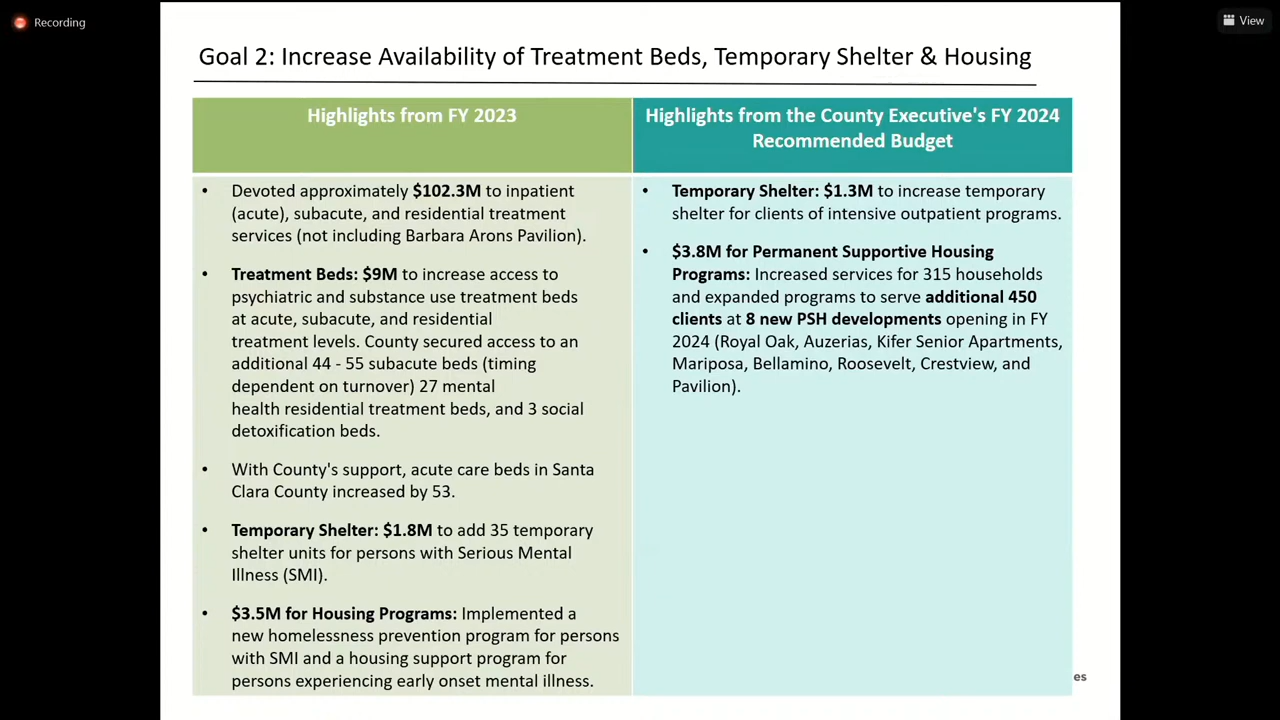 Recording
View
Goal 2: Increase Availability of Treatment Beds, Temporary Shelter & Housing
Highlights from FY 2023
Highlights from the County Executive's FY 2024
Recommended Budget
• Devoted approximately $102.3M to inpatient
(acute), subacute, and residential treatment
services (not including Barbara Arons Pavilion).
• Treatment Beds: $9M to increase access to
psychiatric and substance use treatment beds
at acute, subacute, and residential
treatment levels. County secured access to an
additional 44 - 55 subacute beds (timing
dependent on turnover) 27 mental
health residential treatment beds, and 3 social
detoxification beds.
• With County's support, acute care beds in Santa
Clara County increased by 53.
• Temporary Shelter: $1.8M to add 35 temporary
shelter units for persons with Serious Mental
Illness (SMI).
• $3.5M for Housing Programs: Implemented a
new homelessness prevention program for persons
with SMI and a housing support program for
persons experiencing early onset mental illness.
• Temporary Shelter: $1.3M to increase temporary
shelter for clients of intensive outpatient programs.
• $3.8M for Permanent Supportive Housing
Programs: Increased services for 315 households
and expanded programs to serve additional 450
clients at 8 new PSH developments opening in FY
2024 (Royal Oak, Auzerias, Kifer Senior Apartments,
Mariposa, Bellamino, Roosevelt, Crestview, and
Pavilion).
es